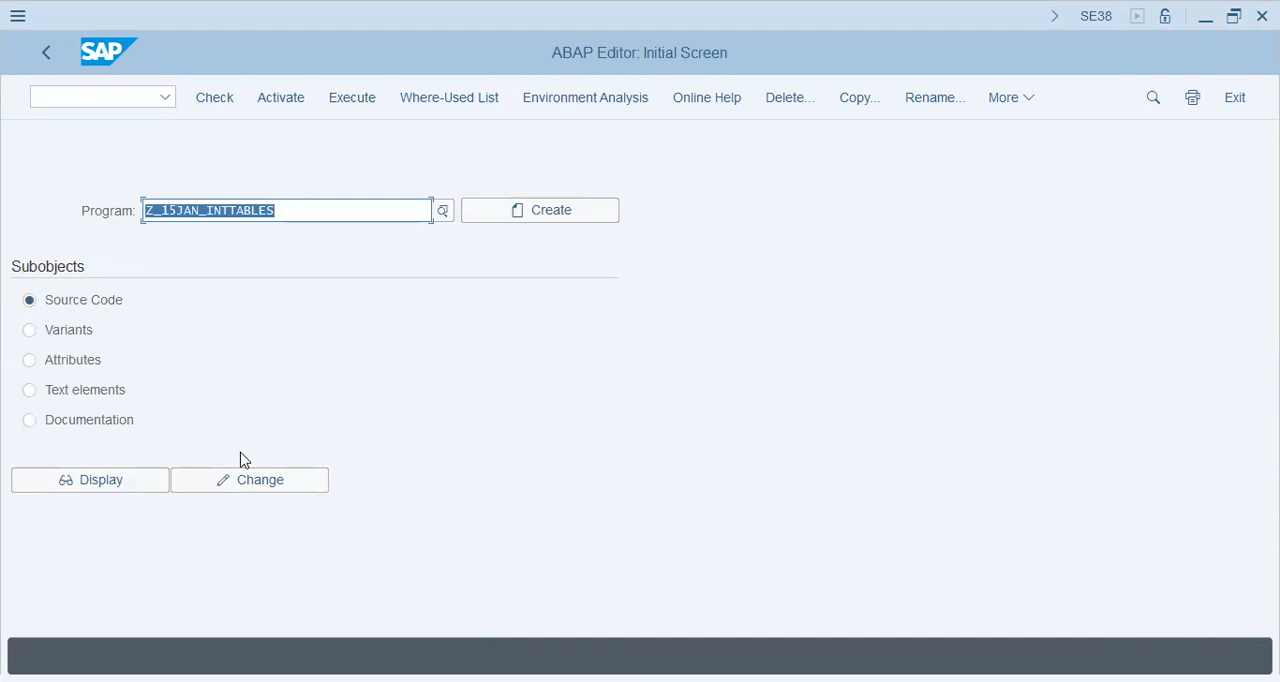 SE38
SAP
ABAP Editor: Initial Screen
Check Activate Execute Where-Used List Environment Analysis Online Help Delete... Copy... Rename... More Exit
Program: Z_15JAN_INTTABLES Create
Subobjects
Source Code
Variants
Attributes
Text elements
Documentation
Display Change